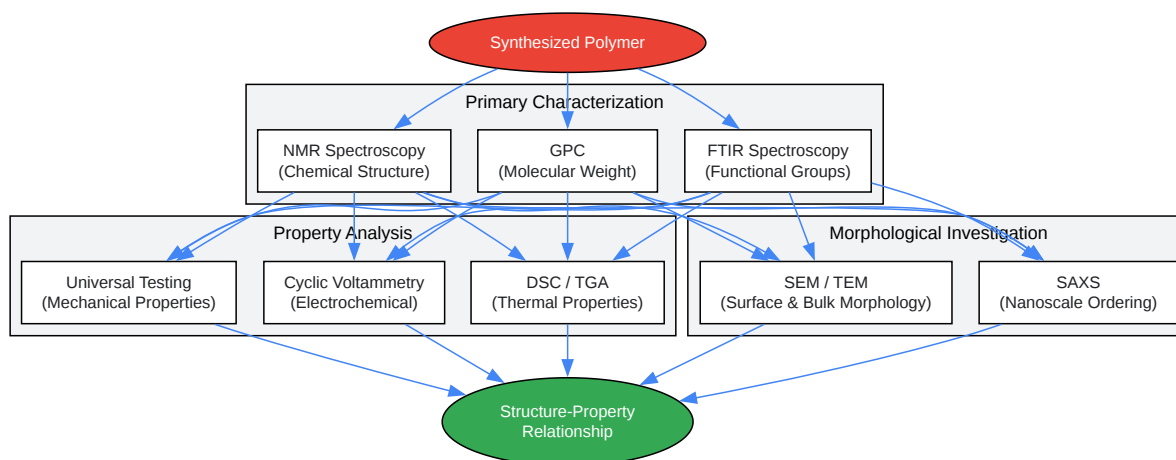 Synthesized Polymer
Primary Characterization
NMR Spectroscopy
(Chemical Structure)
GPC
(Molecular Weight)
FTIR Spectroscopy
(Functional Groups)
Property Analysis
Morphological Investigation
Universal Testing
(Mechanical Properties)
Cyclic Voltammetry
(Electrochemical)
DSC / TGA
(Thermal Properties)
SEM / TEM
(Surface & Bulk Morphology)
SAXS
(Nanoscale Ordering)
Structure-Property
Relationship